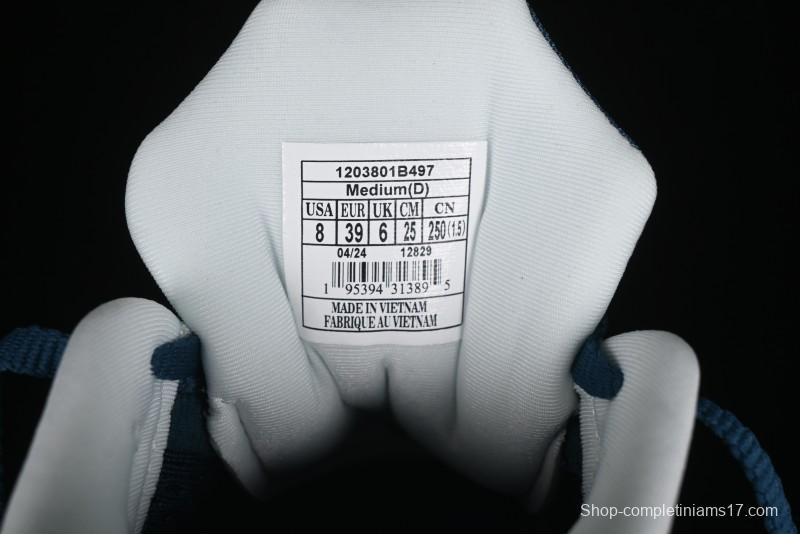 1203801B497
Medium(D)
USA EUR UK CM CN
8 39 6 25 250(1.5)
04/24 12829
1 95394 31389 5
MADE IN VIETNAM
FABRIQUE AU VIETNAM
Shop-completiniams17.com